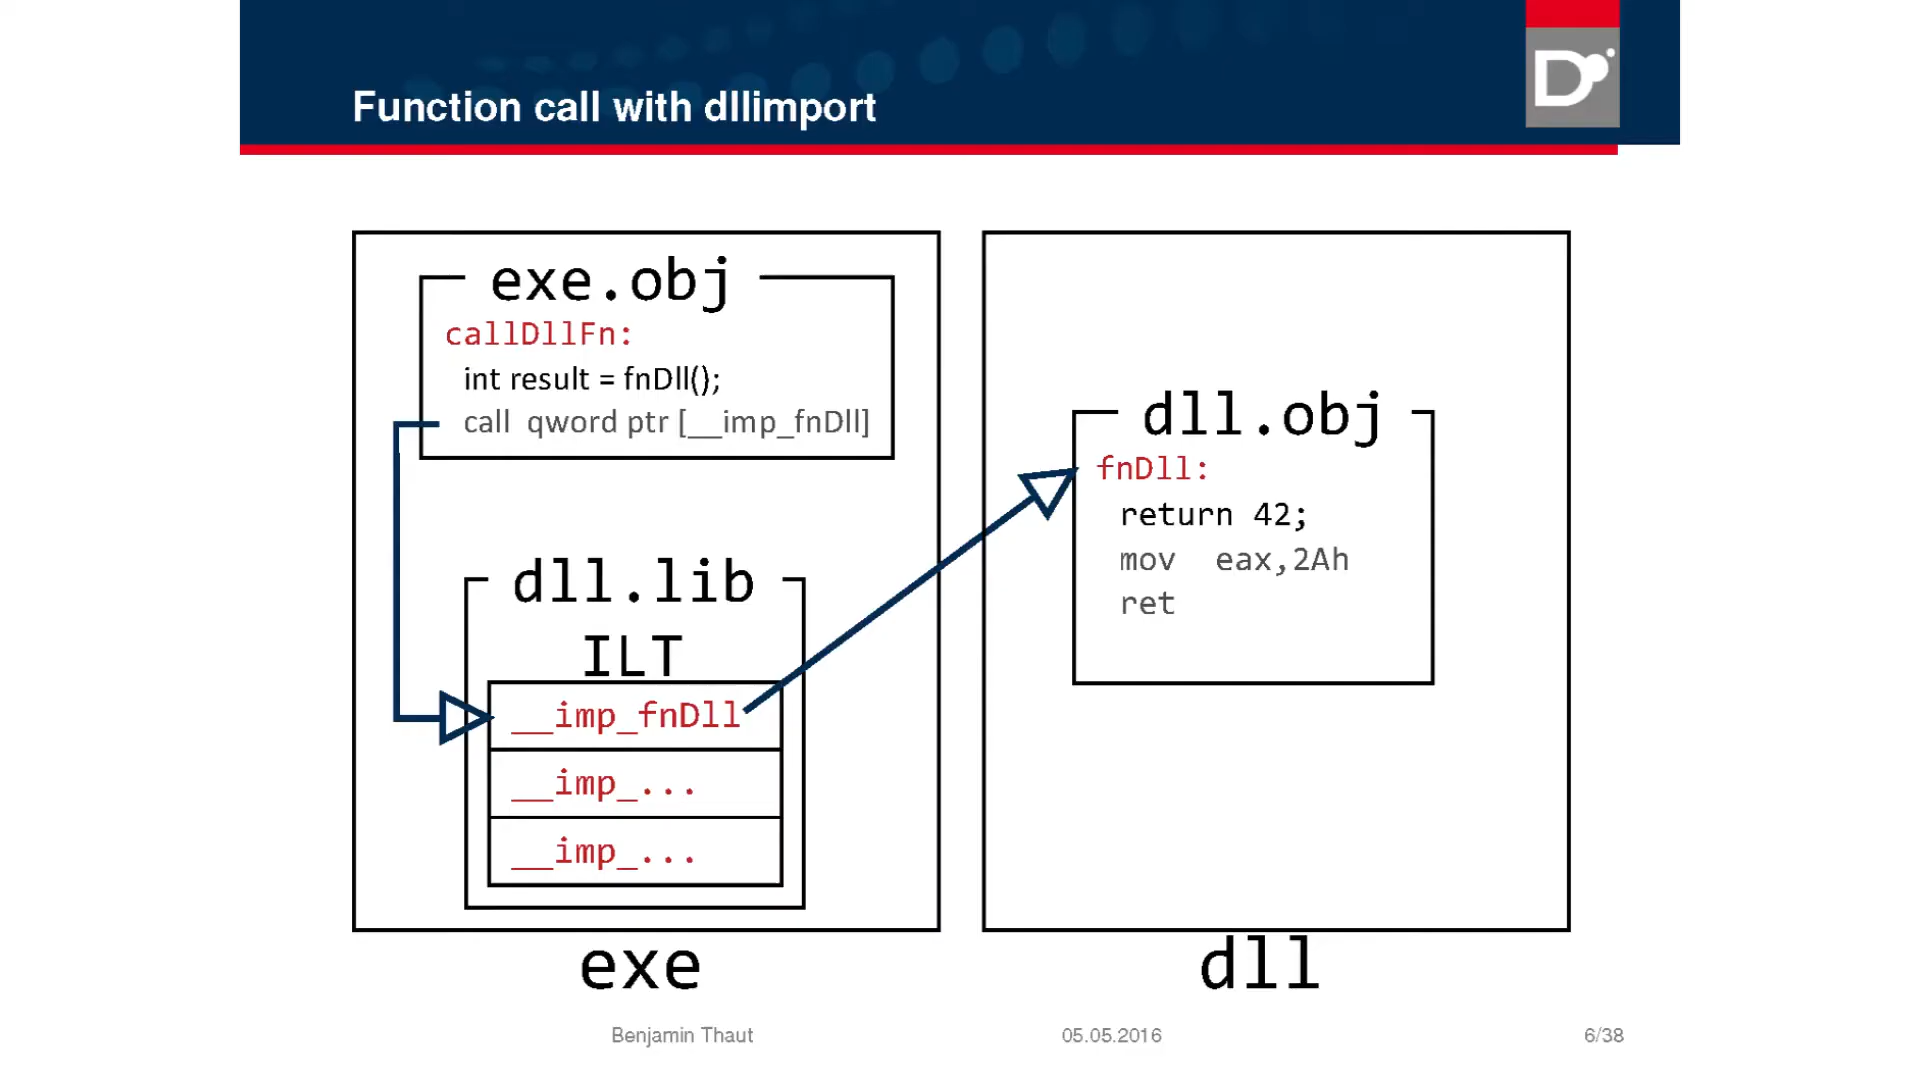 Function call with dllimport
D
exe.obj
callDllFn:
int result = fnDll();
call qword ptr [__imp_fnDll]
dll.lib
ILT
__imp_fnDll
__imp_...
__imp_...
exe
dll.obj
fnDll:
return 42;
mov eax,2Ah
ret
dll
Benjamin Thaut
05.05.2016
6/38